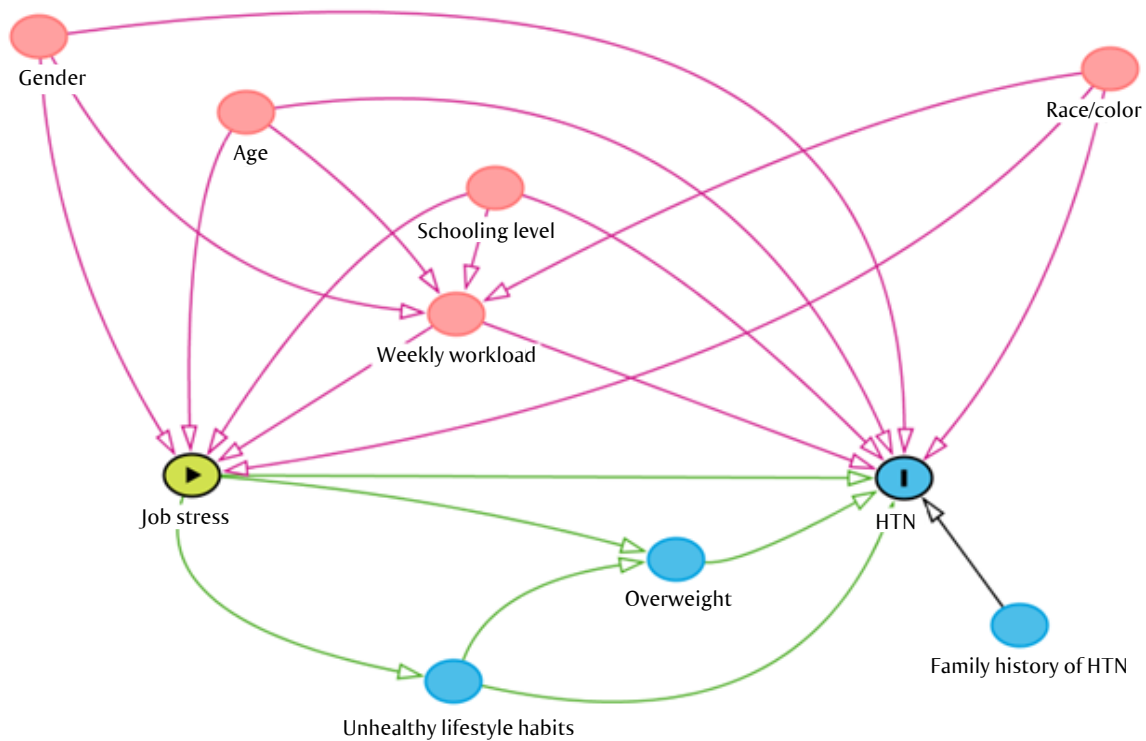 Gender
Race/color
Age
Schooling level
Weekly workload
Job stress
HTN
Overweight
Family history of HTN
Unhealthy lifestyle habits